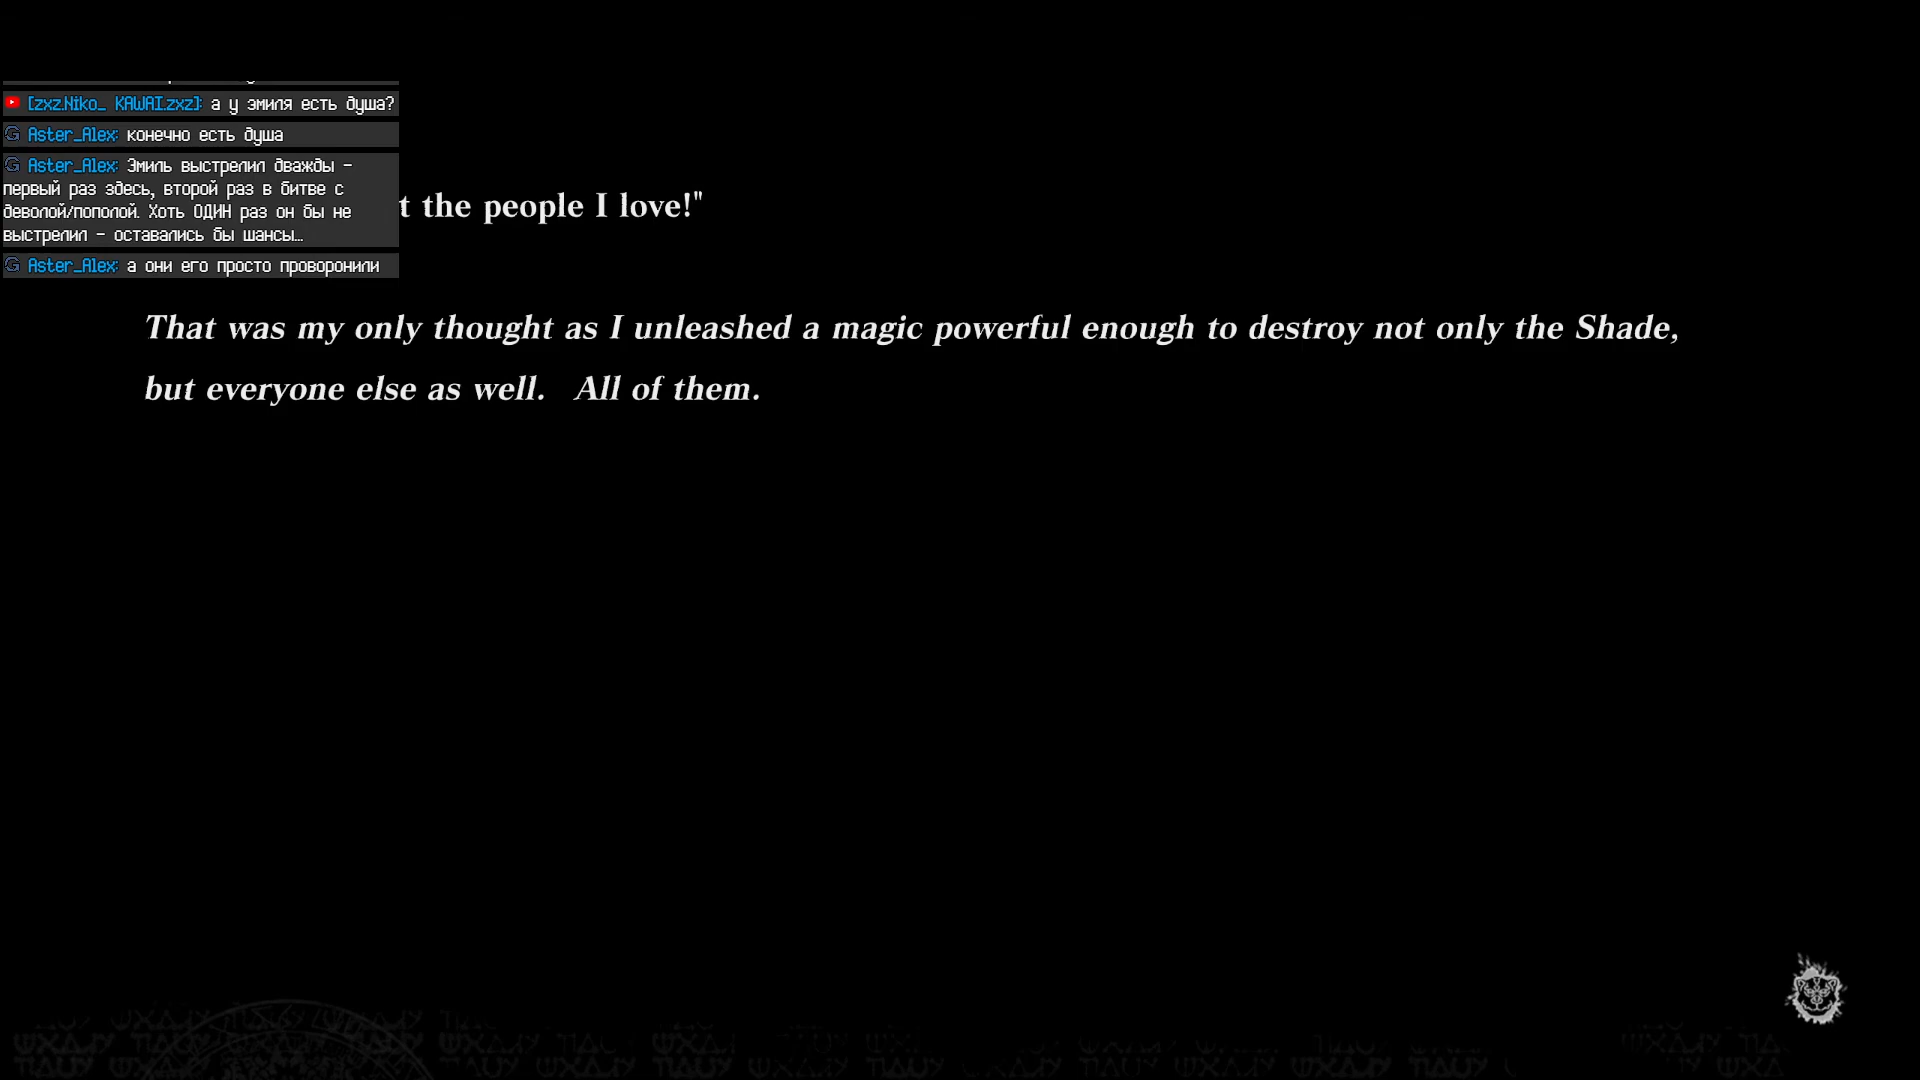 [zxz.Niko_ KAWAI.zxz]: а у эмиля есть душа?
Aster_Alex: конечно есть душа
Aster_Alex: Эмиль выстрелил дважды -
первый раз здесь, второй раз в битве с
деволой/пополой. Хоть ОДИН раз он бы не
выстрелил - оставались бы шансы...
Aster_Alex: а они его просто проворонили
t the people I love!"
That was my only thought as I unleashed a magic powerful enough to destroy not only the Shade,
but everyone else as well. All of them.